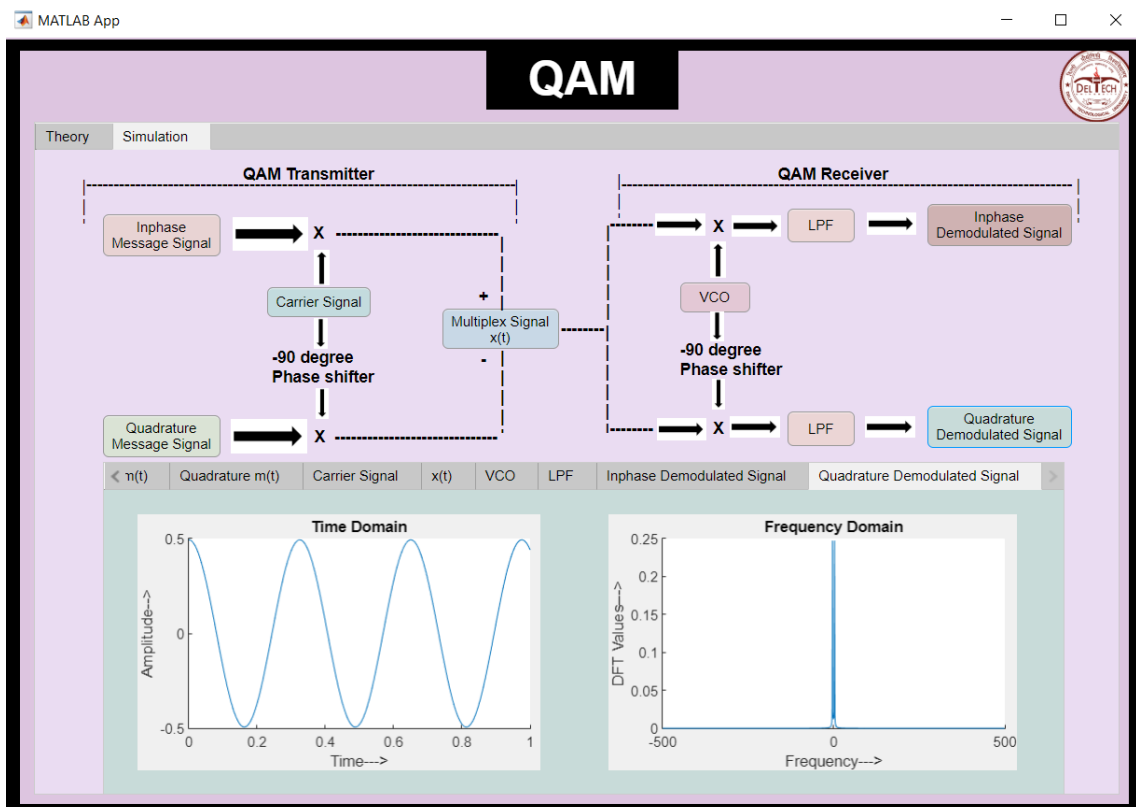 MATLAB App
QAM
DELTECH
Theory
Simulation
QAM Transmitter
QAM Receiver
Inphase
Message Signal
X
X
LPF
Inphase
Demodulated Signal
Carrier Signal
VCO
+
Multiplex Signal
x(t)
-
-90 degree
Phase shifter
-90 degree
Phase shifter
Quadrature
Message Signal
X
X
LPF
Quadrature
Demodulated Signal
m(t)
Quadrature m(t)
Carrier Signal
x(t)
VCO
LPF
Inphase Demodulated Signal
Quadrature Demodulated Signal
Time Domain
0.5
0
-0.5
Amplitude--->
0 0.2 0.4 0.6 0.8 1
Time--->
Frequency Domain
0.25
0.2
0.15
0.1
0.05
0
DFT Values--->
-500 0 500
Frequency--->